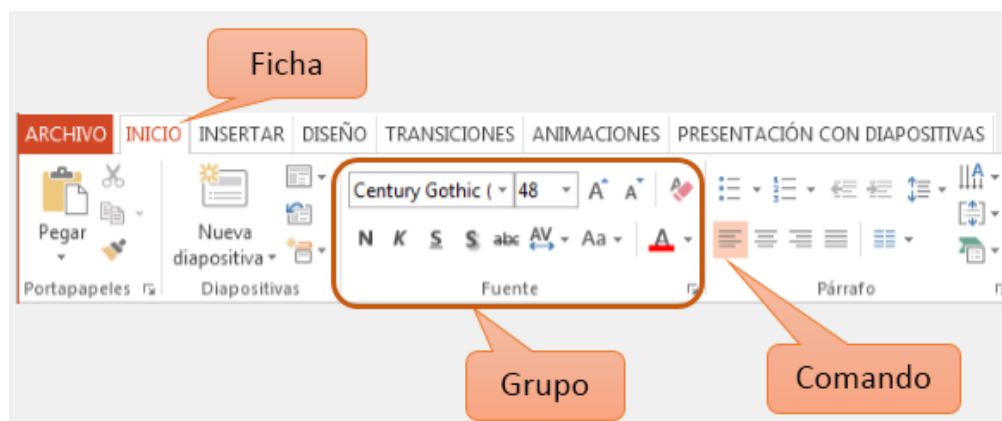 Ficha
ARCHIVO INICIO INSERTAR DISEÑO TRANSICIONES ANIMACIONES PRESENTACIÓN CON DIAPOSITIVAS
Century Gothic ( 48 A A
Pegar
Nueva
diapositiva
N K S S abc AV Aa A
Portapapeles Diapositivas Fuente Párrafo
Grupo
Comando